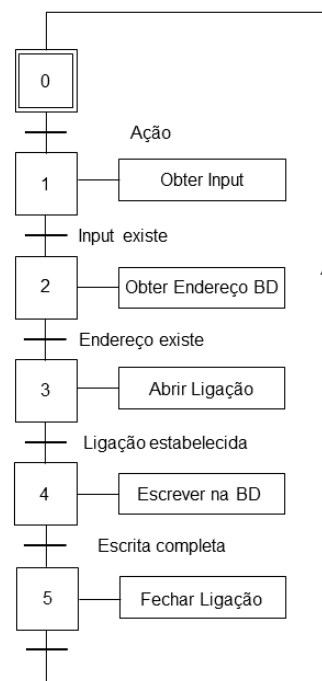 0
Ação
1
Obter Input
Input existe
2
Obter Endereço BD
Endereço existe
3
Abrir Ligação
Ligação estabelecida
4
Escrever na BD
Escrita completa
5
Fechar Ligação